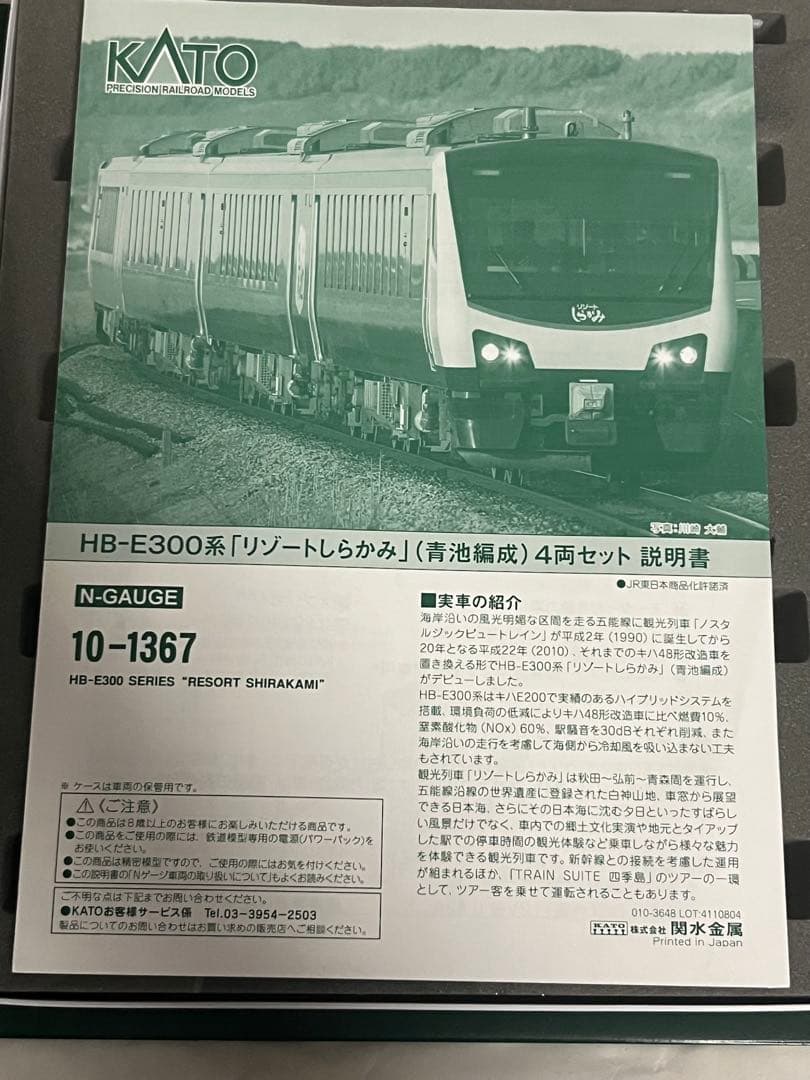 KATO
PRECISION RAILROAD MODELS
リゾート
しらかみ
写真:川崎 大輔
HB-E300系「リゾートしらかみ」(青池編成)4両セット 説明書
●JR東日本商品化許諾済
N-GAUGE
10-1367
HB-E300 SERIES "RESORT SHIRAKAMI"
※ ケースは車両の保管用です。
⚠〈ご注意〉
●この商品は8歳以上のお客様にお楽しみいただける商品です。
●この商品をご使用の際には、鉄道模型専用の電源(パワーパック)を
お使いください。
●この商品は精密模型ですので、ご使用の際にはお気を付けください。
●この説明書の「Nゲージ車両の取り扱いについて」もよくお読みください。
ご不明な点は下記までお問い合わせください。
●KATOお客様サービス係 Tel.03-3954-2503
製品についてのお問い合わせはお買い求めの販売店へご相談ください。
■実車の紹介
海岸沿いの風光明媚な区間を走る五能線に観光列車「ノスタ
ルジックビュートレイン」が平成2年(1990)に誕生してから
20年となる平成22年(2010)、それまでのキハ48形改造車を
置き換える形でHB-E300系「リゾートしらかみ」(青池編成)
がデビューしました。
HB-E300系はキハE200で実績のあるハイブリッドシステムを
搭載、環境負荷の低減によりキハ48形改造車に比べ燃費10%、
窒素酸化物(NOx)60%、駅騒音を30dBそれぞれ削減、また
海岸沿いの走行を考慮して海側から冷却風を吸い込まない工夫
もされています。
観光列車「リゾートしらかみ」は秋田～弘前～青森間を運行し、
五能線沿線の世界遺産に登録された白神山地、車窓から展望
できる日本海、さらにその日本海に沈む夕日といったすばらし
い風景だけでなく、車内での郷土文化実演や地元とタイアップ
した駅での停車時間の観光体験など乗車しながら様々な魅力
を体験できる観光列車です。新幹線との接続を考慮した運用
が組まれるほか、「TRAIN SUITE 四季島」のツアーの一環
として、ツアー客を乗せて運転されることもあります。
010-3648 LOT:4110804
KATO 株式会社 関水金属
Printed in Japan